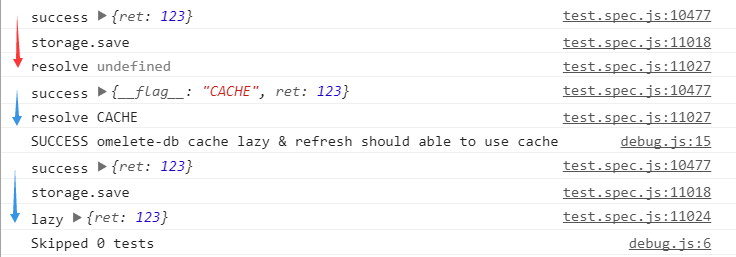 success ▶{ret: 123} test.spec.js:10477
storage.save test.spec.js:11018
resolve undefined test.spec.js:11027
success ▶{__flag__: "CACHE", ret: 123} test.spec.js:10477
resolve CACHE test.spec.js:11027
SUCCESS omelete-db cache lazy & refresh should able to use cache debug.js:15
success ▶{ret: 123} test.spec.js:10477
storage.save test.spec.js:11018
lazy ▶{ret: 123} test.spec.js:11024
Skipped 0 tests debug.js:6